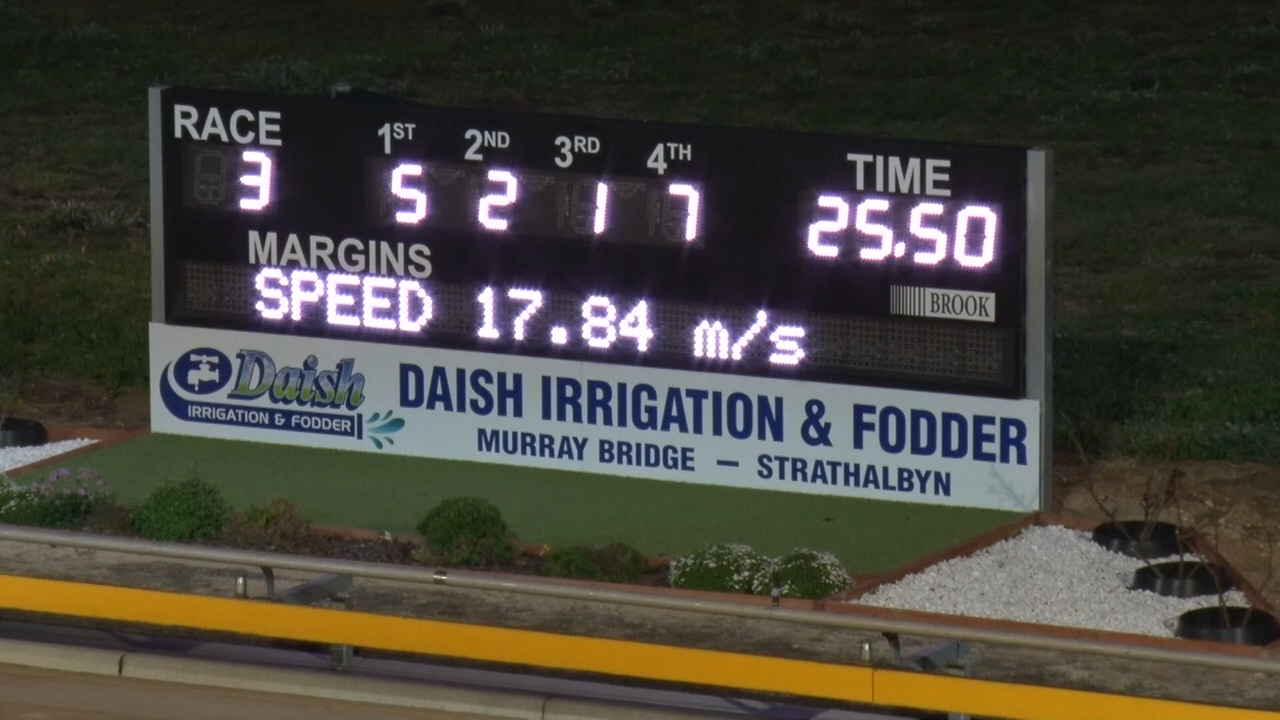 RACE 1ST 2ND 3RD 4TH TIME
3 5 2 1 7 25.50
MARGINS
SPEED 17.84 m/s
BROOK
Daish
IRRIGATION & FODDER
DAISH IRRIGATION & FODDER
MURRAY BRIDGE – STRATHALBYN